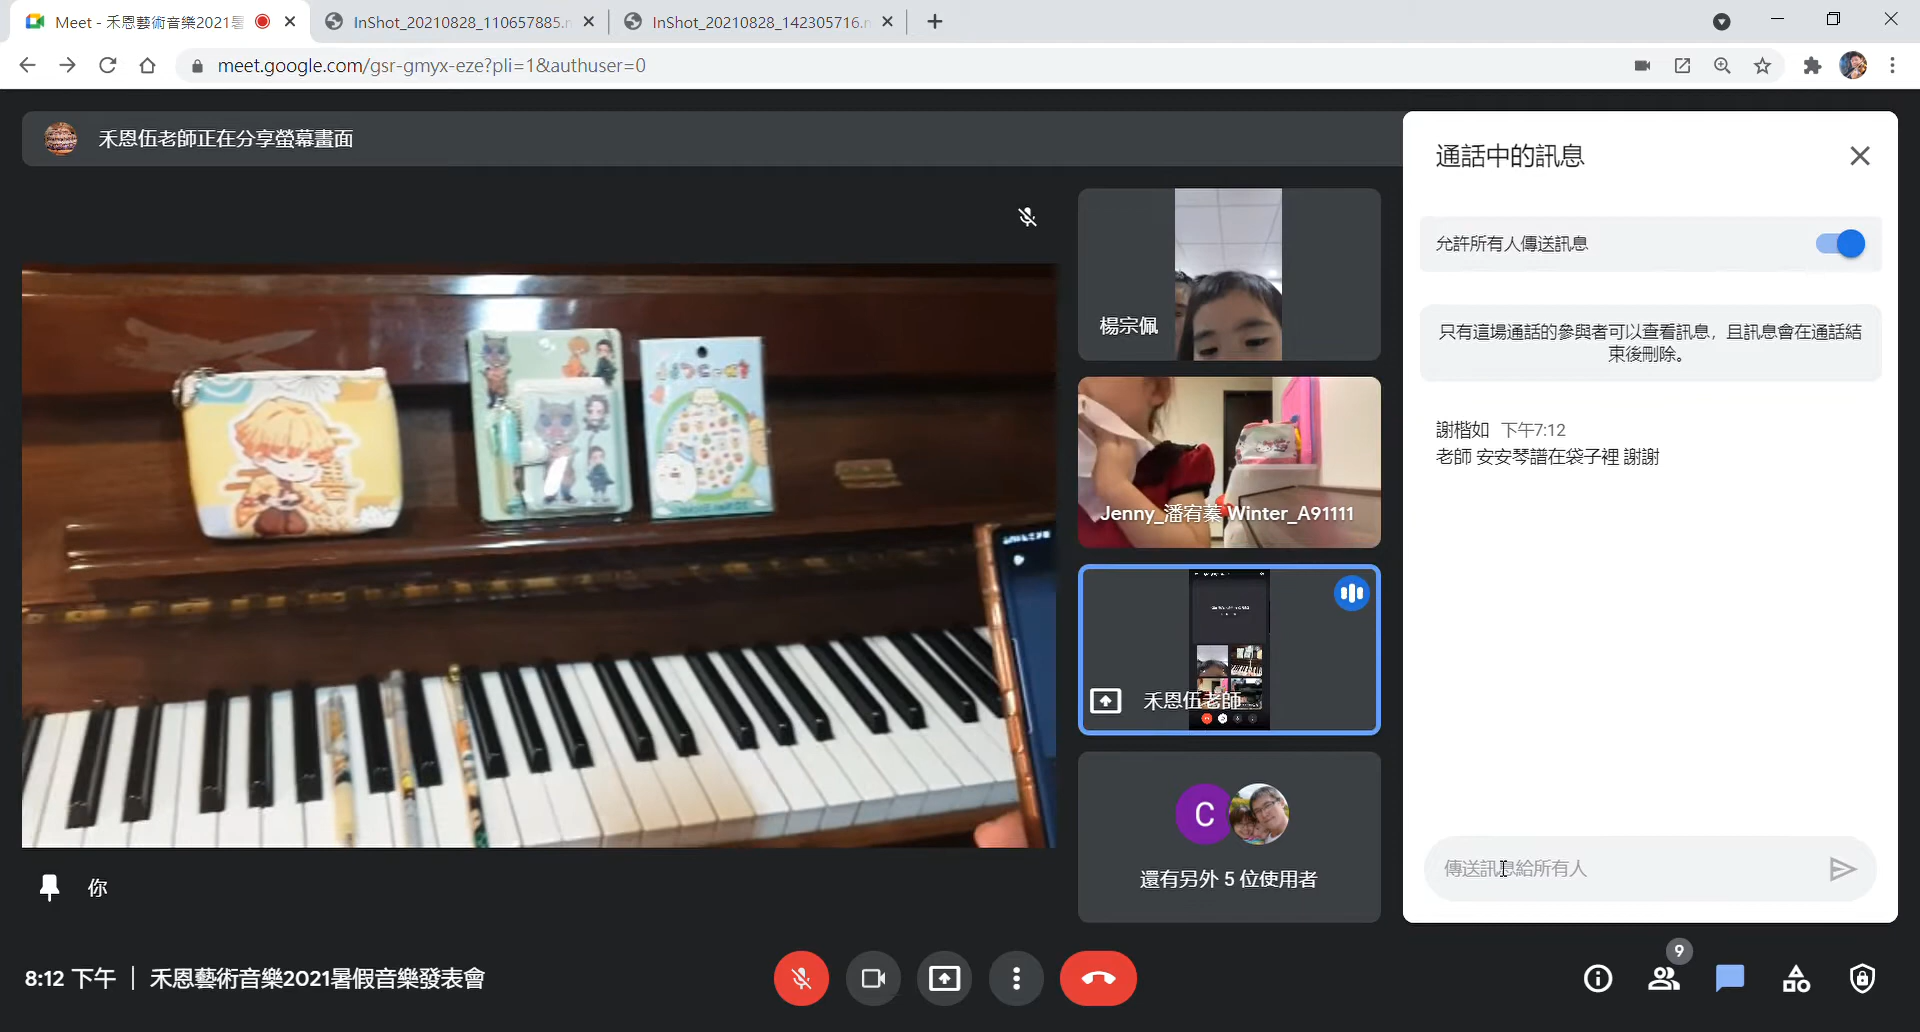 Meet - 禾恩藝術音樂2021暑
InShot_20210828_110657885.m
InShot_20210828_142305716.m
meet.google.com/gsr-gmyx-eze?pli=1&authuser=0
禾恩伍老師正在分享螢幕畫面
楊宗佩
Jenny_潘宥蓁 Winter_A91111
禾恩伍老師
C
還有另外 5 位使用者
你
通話中的訊息
允許所有人傳送訊息
只有這場通話的參與者可以查看訊息，且訊息會在通話結
束後刪除。
謝楷如 下午7:12
老師 安安琴譜在袋子裡 謝謝
傳送訊息給所有人
8:12 下午 | 禾恩藝術音樂2021暑假音樂發表會
9